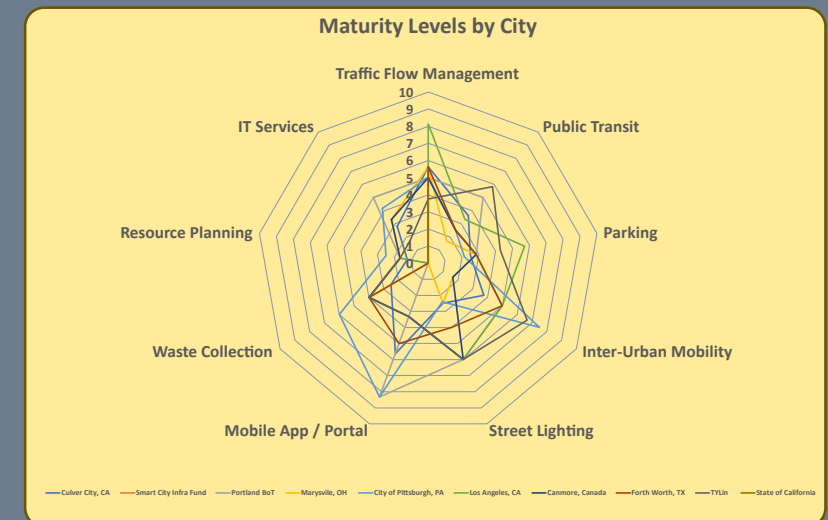 Maturity Levels by City
Traffic Flow Management
10
9
8
7
6
5
4
3
2
1
0
IT Services
Public Transit
Resource Planning
Parking
Waste Collection
Inter-Urban Mobility
Mobile App / Portal
Street Lighting
Culver City, CA Smart City Infra Fund Portland BoT Marysvile, OH City of Pittsburgh, PA Los Angeles, CA Canmore, Canada Forth Worth, TX TYLin State of California